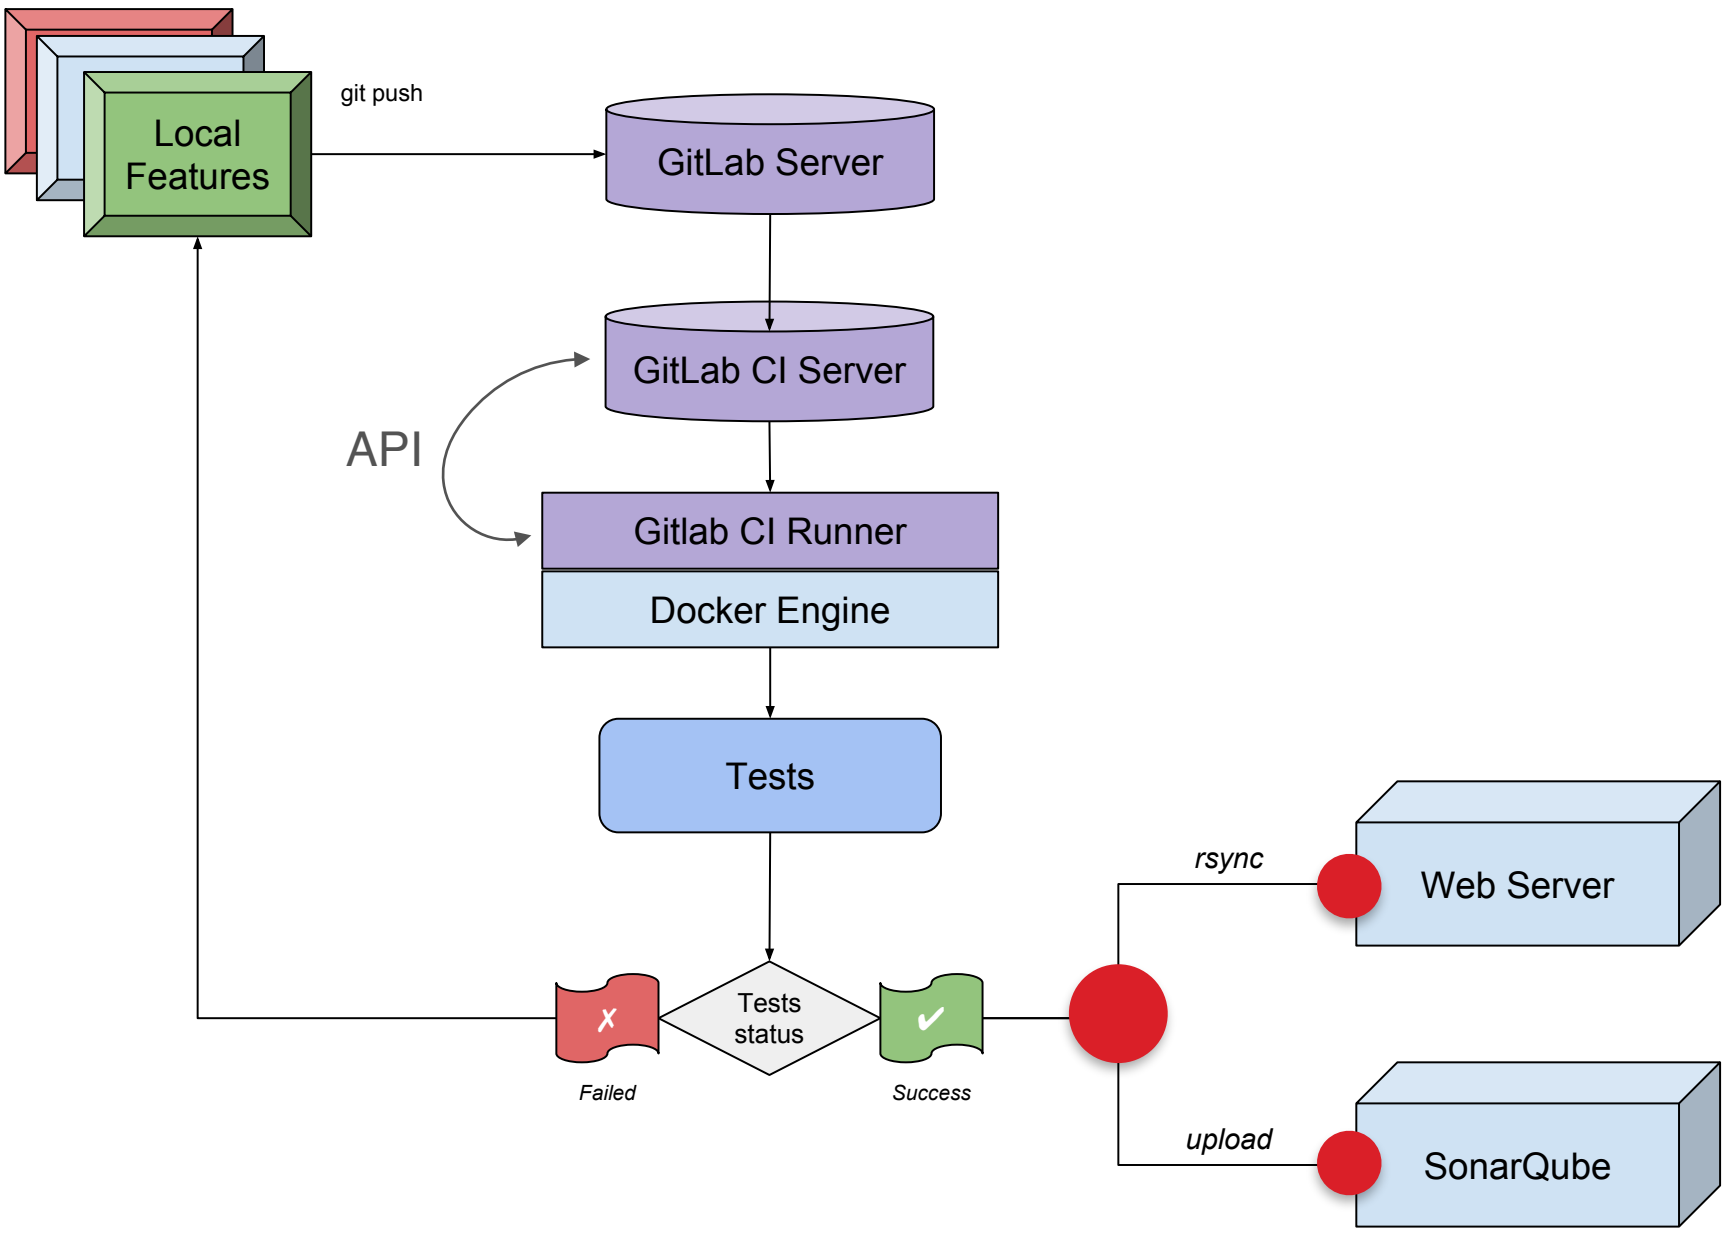 Local
Features
git push
GitLab Server
GitLab CI Server
API
Gitlab CI Runner
Docker Engine
Tests
Tests
status
✗
✔
Failed
Success
rsync
Web Server
upload
SonarQube